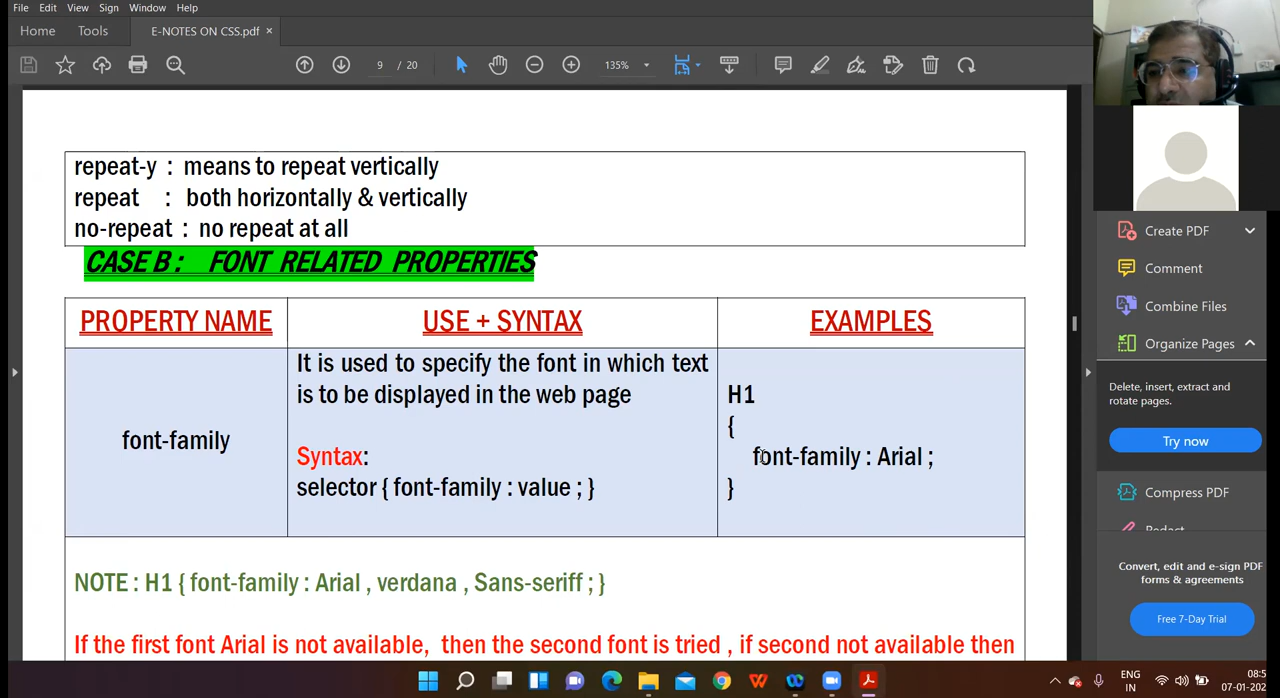 File Edit View Sign Window Help
Home Tools E-NOTES ON CSS.pdf ×
9 / 20 135%
repeat-y : means to repeat vertically
repeat : both horizontally & vertically
no-repeat : no repeat at all
CASE B : FONT RELATED PROPERTIES
PROPERTY NAME USE + SYNTAX EXAMPLES
font-family
It is used to specify the font in which text
is to be displayed in the web page
Syntax:
selector { font-family : value ; }
H1
{
font-family : Arial ;
}
NOTE : H1 { font-family : Arial , verdana , Sans-seriff ; }
If the first font Arial is not available, then the second font is tried , if second not available then
Create PDF
Comment
Combine Files
Organize Pages
Delete, insert, extract and
rotate pages.
Try now
Compress PDF
Redact
Convert, edit and e-sign PDF
forms & agreements
Free 7-Day Trial
ENG
IN